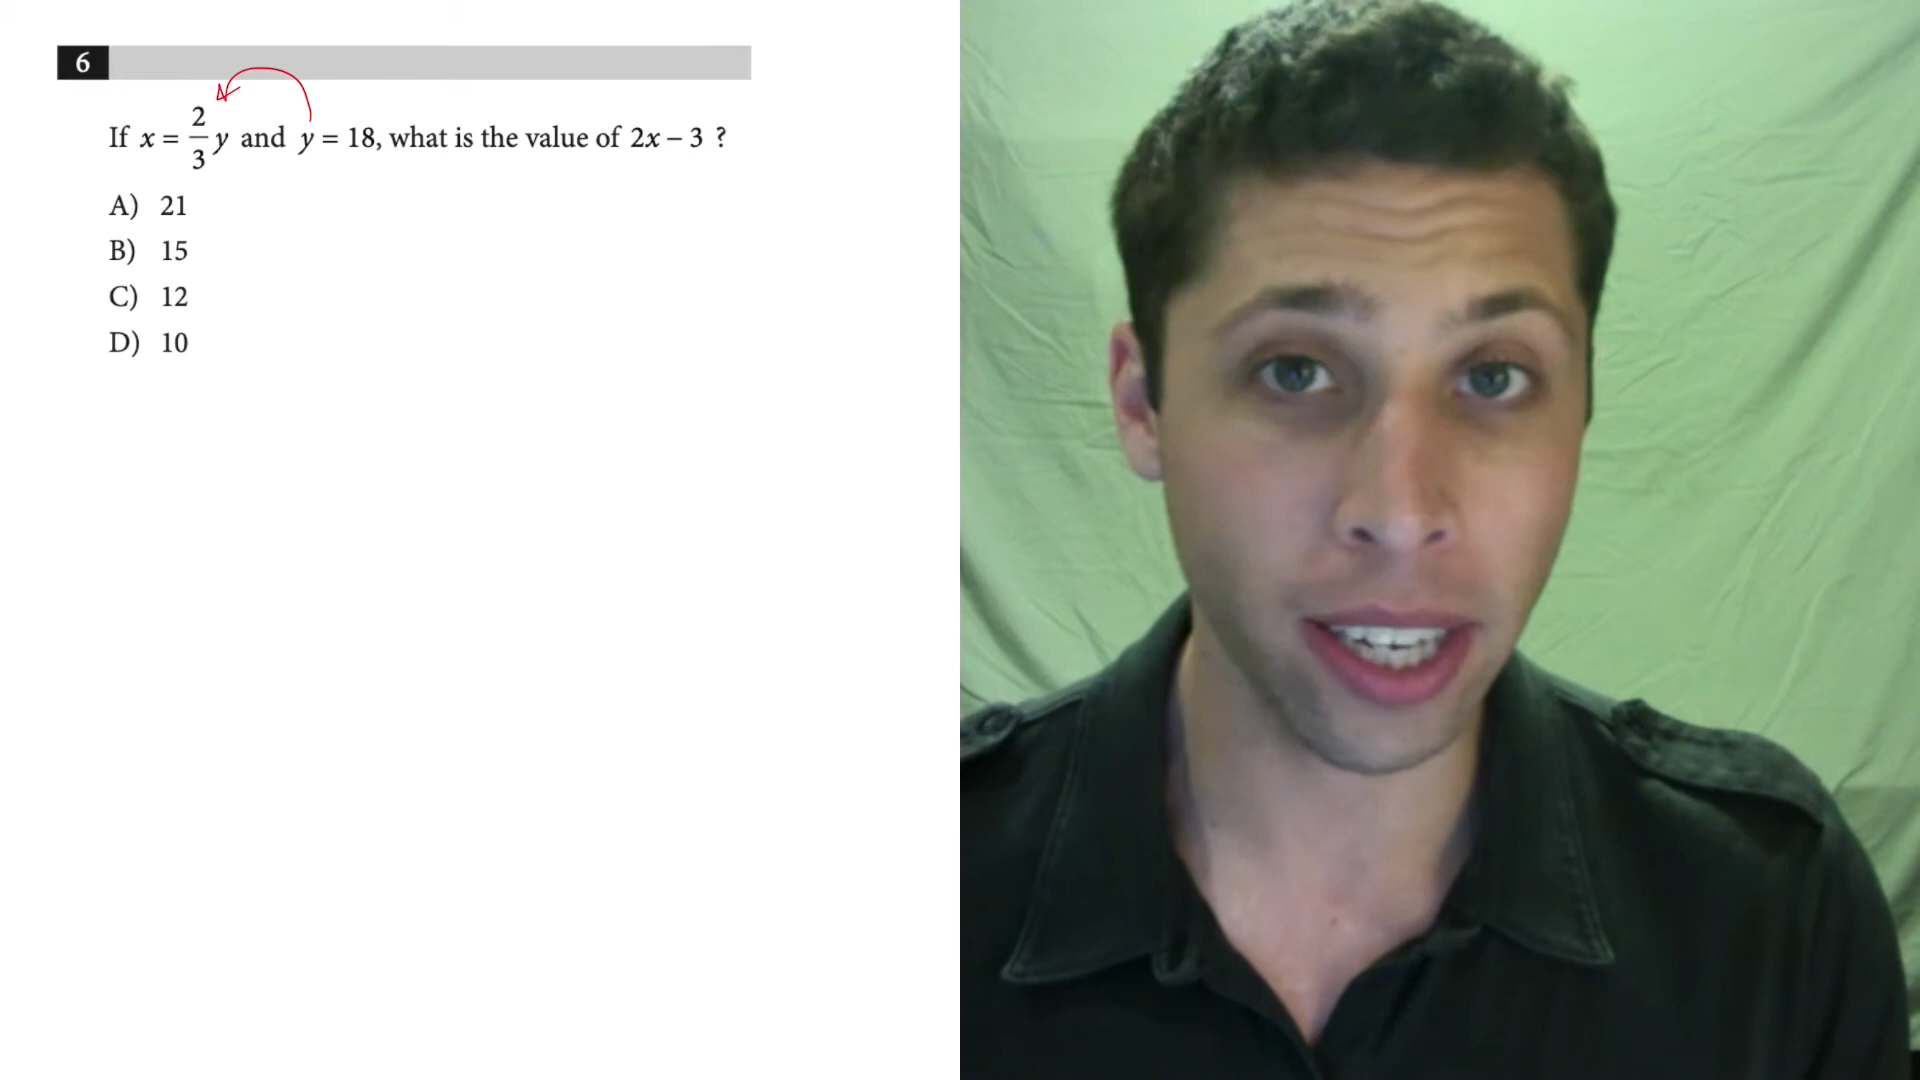 6
If x = 2/3 y and y = 18, what is the value of 2x – 3 ?
A) 21
B) 15
C) 12
D) 10